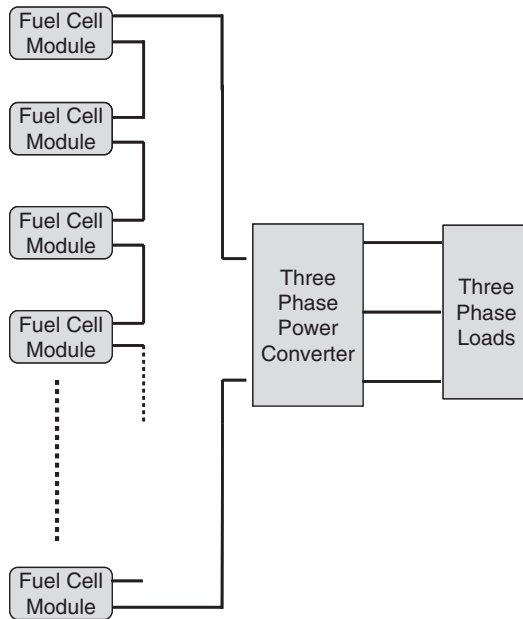 Fuel Cell
Module
Fuel Cell
Module
Fuel Cell
Module
Fuel Cell
Module
Fuel Cell
Module
Three
Phase
Power
Converter
Three
Phase
Loads